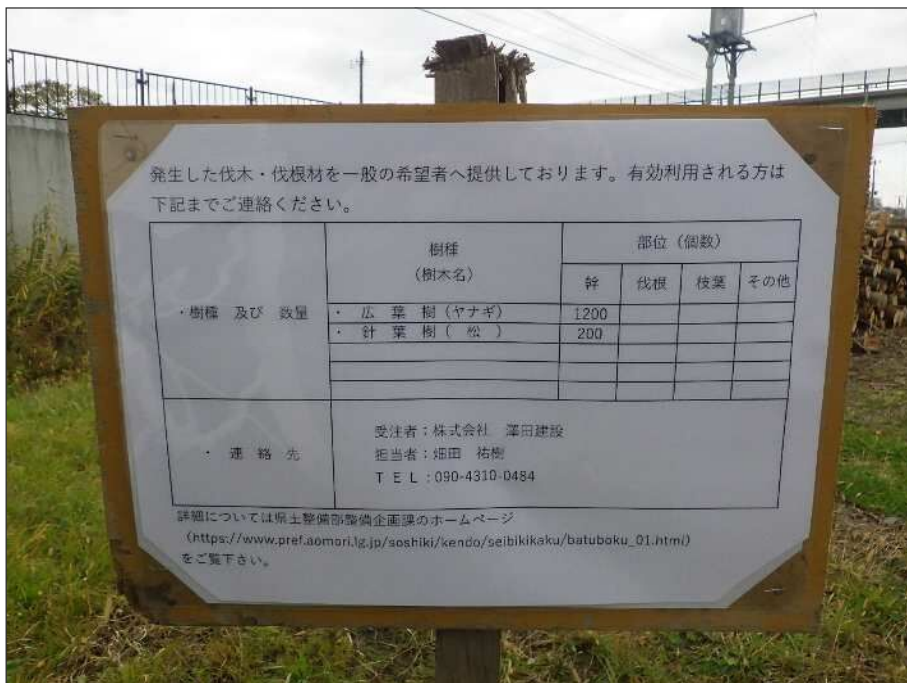 発生した伐木・伐根材を一般の希望者へ提供しております。有効利用される方は
下記までご連絡ください。
樹種
(樹木名)
部位(個数)
幹 伐根 枝葉 その他
・樹種 及び 数量
・ 広 葉 樹(ヤナギ) 1200
・ 針 葉 樹( 松 ) 200
・ 連 絡 先
受注者:株式会社 澤田建設
担当者:畑田 祐樹
TEL:090-4310-0484
詳細については県土整備部整備企画課のホームページ
(https://www.pref.aomori.lg.jp/soshiki/kendo/seibikikaku/batuboku_01.html)
をご覧下さい。